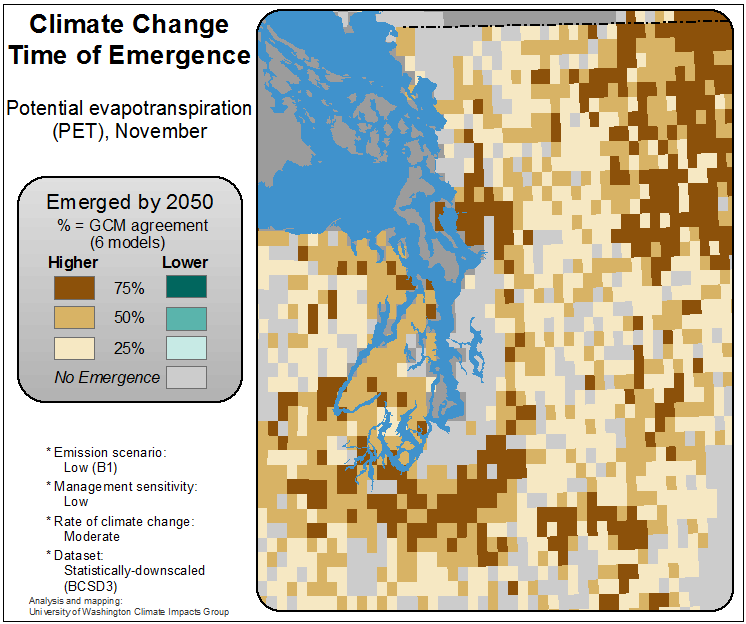 Climate Change
Time of Emergence
Potential evapotranspiration
(PET), November
Emerged by 2050
% = GCM agreement
(6 models)
Higher Lower
75%
50%
25%
No Emergence
* Emission scenario:
Low (B1)
* Management sensitivity:
Low
* Rate of climate change:
Moderate
* Dataset:
Statistically-downscaled
(BCSD3)
Analysis and mapping:
University of Washington Climate Impacts Group